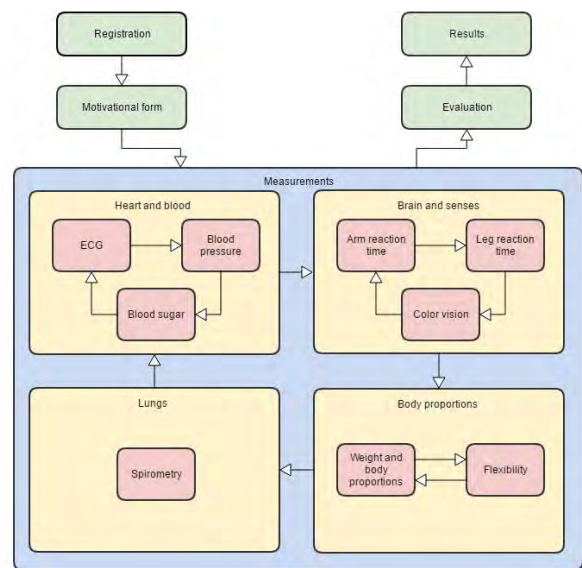 Registration
Results
Motivational form
Evaluation
Measurements
Heart and blood
ECG
Blood
pressure
Blood sugar
Brain and senses
Arm reaction
time
Leg reaction
time
Color vision
Lungs
Spirometry
Body proportions
Weight and
body
proportions
Flexibility